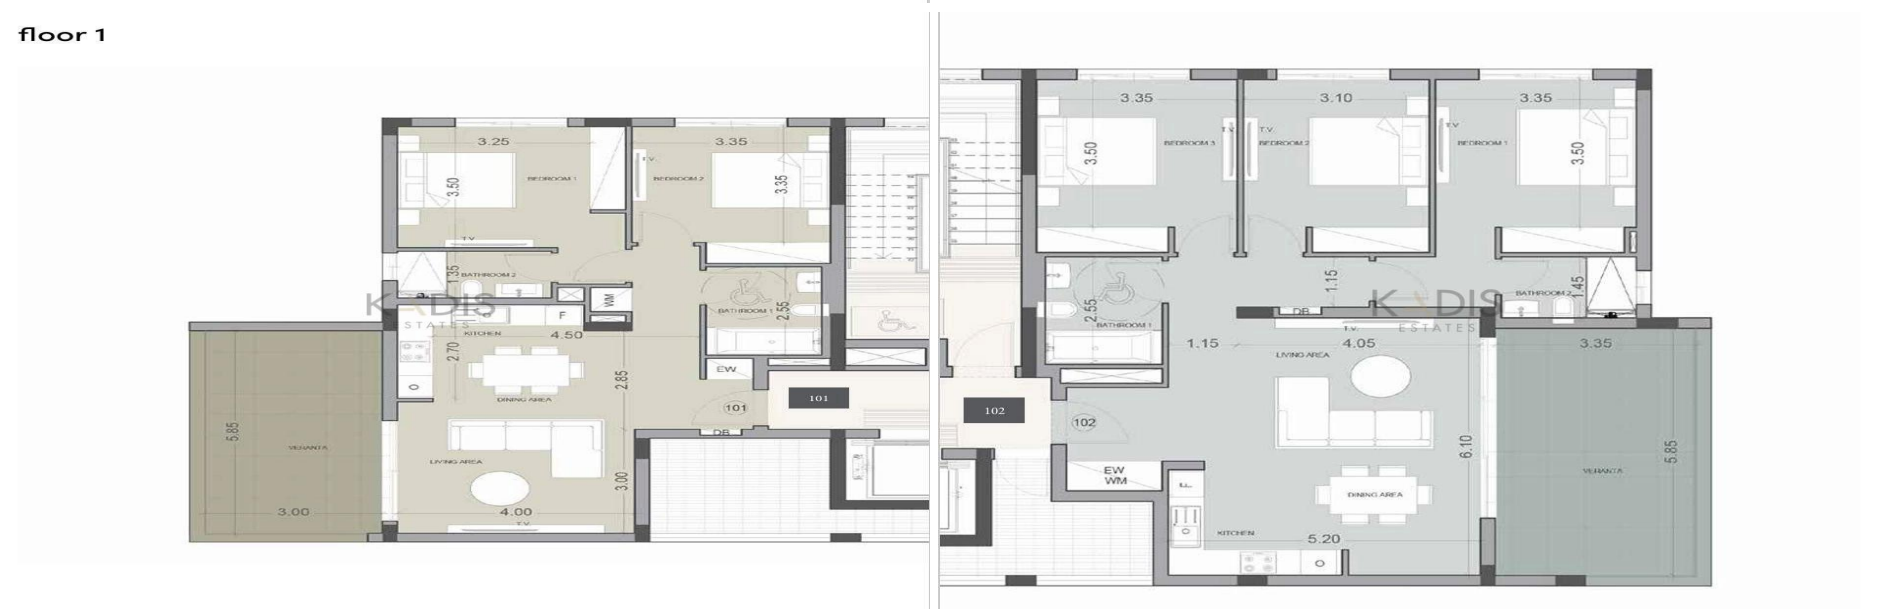 floor 1
3.25
3.35
BEDROOM 1
BEDROOM 2
3.50
3.35
T.V.
T.V.
1.35
BATHROOM 2
KADIS
ESTATES
WM
F
BATHROOM 1
2.55
KITCHEN
4.50
2.70
2.85
EW
DINING AREA
101
101
DB
5.85
VERANTA
LIVING AREA
3.00
3.00
4.00
T.V.
3.35
3.10
3.35
T.V.
T.V.
T.V.
BEDROOM 3
BEDROOM 2
BEDROOM 1
3.50
3.50
1.15
1.45
BATHROOM 2
2.55
BATHROOM 1
KADIS
ESTATES
DB
T.V.
1.15
4.05
3.35
LIVING AREA
102
102
6.10
5.85
EW
WM
F
DINING AREA
VERANTA
KITCHEN
5.20